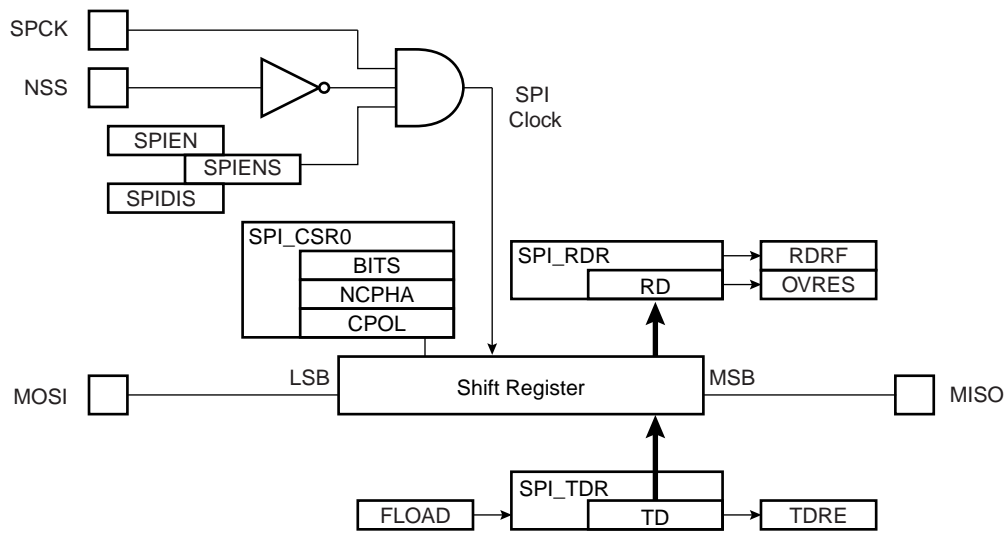 SPCK
NSS
SPI
Clock
SPIEN
SPIENS
SPIDIS
SPI_CSR0
BITS
NCPHA
CPOL
SPI_RDR
RD
RDRF
OVRES
MOSI
LSB
Shift Register
MSB
MISO
SPI_TDR
FLOAD
TD
TDRE